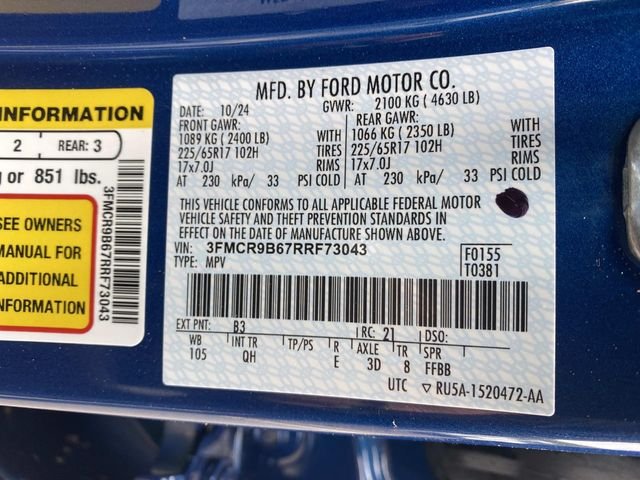 INFORMATION
2 REAR: 3
g or 851 lbs.
SEE OWNERS
MANUAL FOR
ADDITIONAL
INFORMATION
3FMCR9B67RRF73043
MFD. BY FORD MOTOR CO.
DATE: 10/24 GVWR: 2100 KG ( 4630 LB)
FRONT GAWR: REAR GAWR:
1089 KG ( 2400 LB) WITH 1066 KG ( 2350 LB) WITH
225/65R17 102H TIRES 225/65R17 102H TIRES
17x7.0J RIMS 17x7.0J RIMS
AT 230 kPa/ 33 PSI COLD AT 230 kPa/ 33 PSI COLD
THIS VEHICLE CONFORMS TO ALL APPLICABLE FEDERAL MOTOR
VEHICLE SAFETY AND THEFT PREVENTION STANDARDS IN
EFFECT ON THE DATE OF MANUFACTURE SHOWN ABOVE.
VIN: 3FMCR9B67RRF73043 F0155
TYPE: MPV T0381
EXT PNT: B3 RC: 21 DSO:
WB INT TR TP/PS R AXLE TR SPR
105 QH E 3D 8 FFBB
UTC ▽ RU5A-1520472-AA